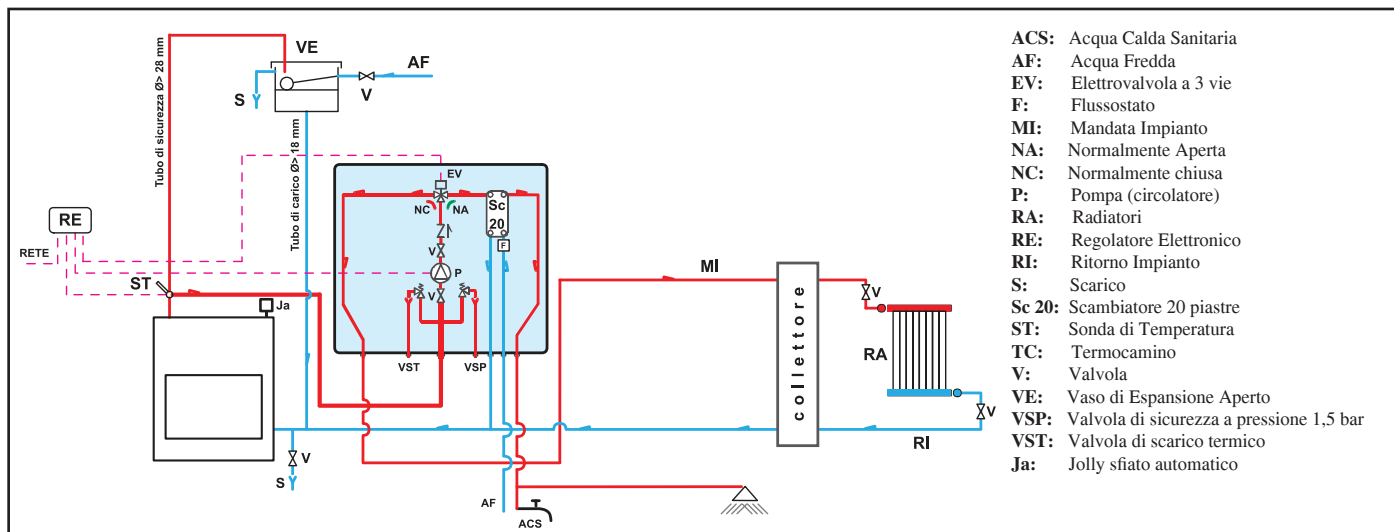 VE
AF
V
S
Tubo di sicurezza Ø> 28 mm
Tubo di carico Ø> 18 mm
RE
RETE
ST
Ja
EV
NC
NA
Sc
20
F
V
P
V
VST
VSP
MI
collettore
V
RA
V
RI
V
S
AF
ACS
ACS: Acqua Calda Sanitaria
AF: Acqua Fredda
EV: Elettrovalvola a 3 vie
F: Flussostato
MI: Mandata Impianto
NA: Normalmente Aperta
NC: Normalmente chiusa
P: Pompa (circolatore)
RA: Radiatori
RE: Regolatore Elettronico
RI: Ritorno Impianto
S: Scarico
Sc 20: Scambiatore 20 piastre
ST: Sonda di Temperatura
TC: Termocamino
V: Valvola
VE: Vaso di Espansione Aperto
VSP: Valvola di sicurezza a pressione 1,5 bar
VST: Valvola di scarico termico
Ja: Jolly sfiato automatico